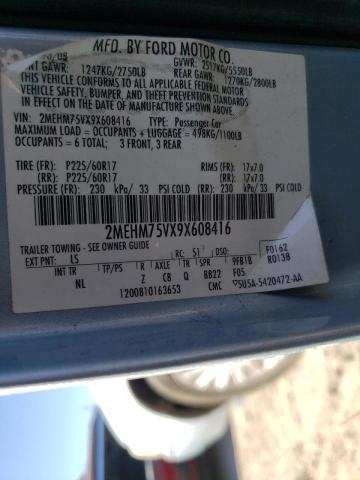 MFD. BY FORD MOTOR CO.
GVWR: 2517KG/5550LB
GAWR: 1247KG/2750LB REAR GAWR: 1270KG/2800LB
THIS VEHICLE CONFORMS TO ALL APPLICABLE FEDERAL MOTOR
VEHICLE SAFETY, BUMPER, AND THEFT PREVENTION STANDARDS
IN EFFECT ON THE DATE OF MANUFACTURE SHOWN ABOVE.
VIN: 2MEHM75VX9X608416 TYPE: Passenger Car
MAXIMUM LOAD = OCCUPANTS + LUGGAGE = 498KG/1100LB
OCCUPANTS = 6 TOTAL; 3 FRONT, 3 REAR
TIRE (FR): P225/60R17 RIMS (FR): 17x7.0
(RR): P225/60R17 (RR): 17x7.0
PRESSURE (FR): 230 kPa/ 33 PSI COLD (RR): 230 kPa/ 33 PSI COLD
2MEHM75VX9X608416
TRAILER TOWING - SEE OWNER GUIDE
EXT PNT: LS RC: 51 DSO: F0162
R0138
INT TR TP/PS R AXLE TR SPR 9FB1B
NL Z CB Q BB22 F05
1200810163653 CMC 5U5A-5420472-AA